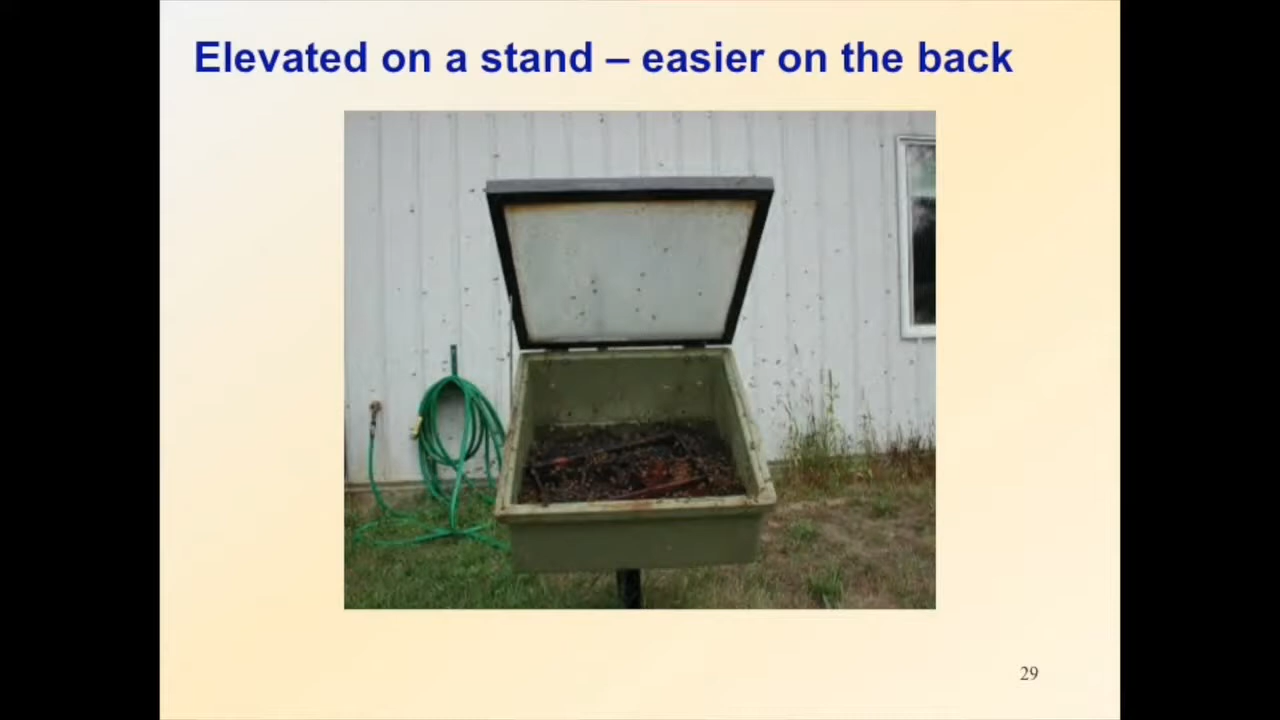 Elevated on a stand – easier on the back
29